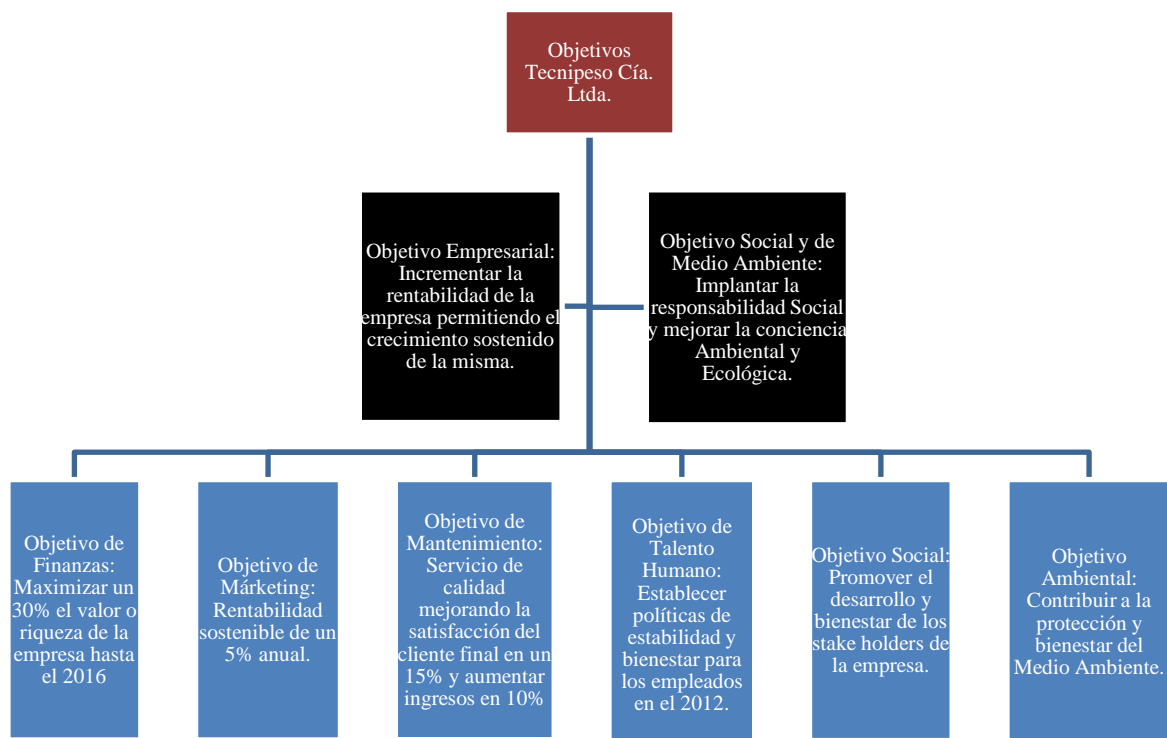 Objetivos
Tecnipeso Cía.
Ltda.
Objetivo Empresarial:
Incrementar la
rentabilidad de la
empresa permitiendo el
crecimiento sostenido
de la misma.
Objetivo Social y de
Medio Ambiente:
Implantar la
responsabilidad Social
y mejorar la conciencia
Ambiental y
Ecológica.
Objetivo de
Finanzas:
Maximizar un
30% el valor o
riqueza de la
empresa hasta
el 2016
Objetivo de
Márketing:
Rentabilidad
sostenible de un
5% anual.
Objetivo de
Mantenimiento:
Servicio de
calidad
mejorando la
satisfacción del
cliente final en un
15% y aumentar
ingresos en 10%
Objetivo de
Talento
Humano:
Establecer
políticas de
estabilidad y
bienestar para
los empleados
en el 2012.
Objetivo Social:
Promover el
desarrollo y
bienestar de los
stake holders de
la empresa.
Objetivo
Ambiental:
Contribuir a la
protección y
bienestar del
Medio Ambiente.